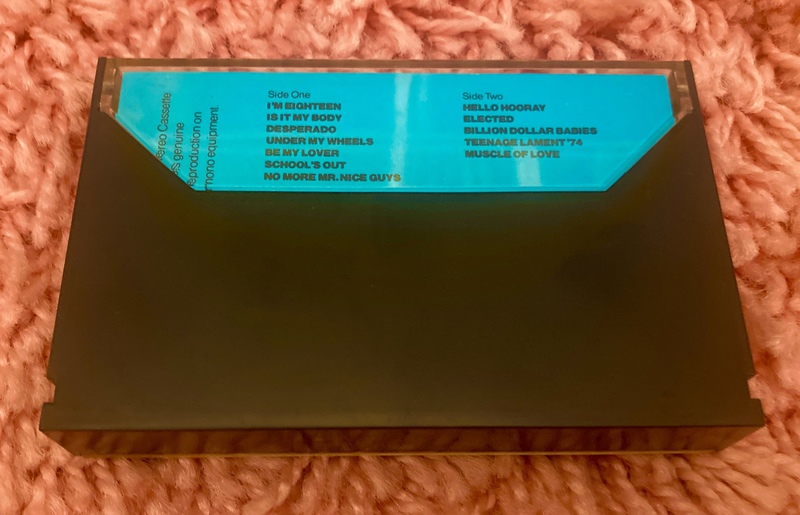 Side One
I'M EIGHTEEN
IS IT MY BODY
DESPERADO
UNDER MY WHEELS
BE MY LOVER
SCHOOL'S OUT
NO MORE MR. NICE GUYS
Side Two
HELLO HOORAY
ELECTED
BILLION DOLLAR BABIES
TEENAGE LAMENT '74
MUSCLE OF LOVE
Cassette
genuine
reproduction on
mono equipment